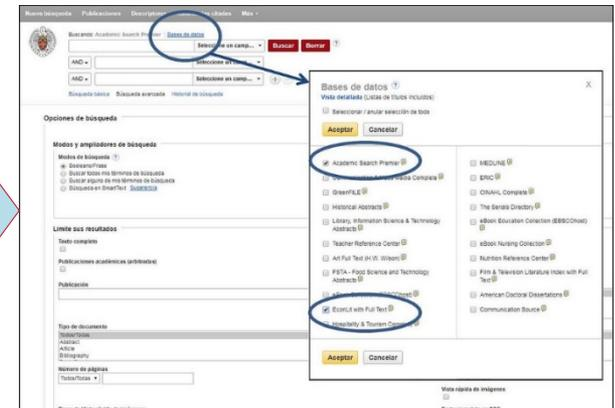 Nueva búsqueda Publicaciones Descriptores citadas Más
Buscando: Academic Search Premier Bases de datos
Seleccione un camp... Buscar Borrar
AND Seleccione un camp...
AND Seleccione un camp...
Búsqueda básica Búsqueda avanzada Historial de búsqueda
Opciones de búsqueda
Modos y ampliadores de búsqueda
Modos de búsqueda
Booleano/Frase
Buscar todos mis términos de búsqueda
Buscar alguno de mis términos de búsqueda
Búsqueda en SmartText Sugerencia
Limite sus resultados
Texto completo
Publicaciones académicas (arbitradas)
Publicación
Tipo de documento
Todos/Todas
Abstract
Article
Bibliography
Número de páginas
Todos/Todas
Vista rápida de imágenes
Bases de datos
X
Vista detallada (Listas de títulos incluidos)
Seleccionar / anular selección de todo
Aceptar Cancelar
Academic Search Premier
Media Complete
GreenFILE
Historical Abstracts
Library, Information Science & Technology
Abstracts
Teacher Reference Center
Art Full Text (H.W. Wilson)
FSTA - Food Science and Technology
Abstracts
EconLit with Full Text
Hospitality & Tourism
MEDLINE
ERIC
CINAHL Complete
The Serials Directory
eBook Education Collection (EBSCOhost)
eBook Nursing Collection
Nutrition Reference Center
Film & Television Literature Index with Full
Text
American Doctoral Dissertations
Communication Source
Aceptar Cancelar